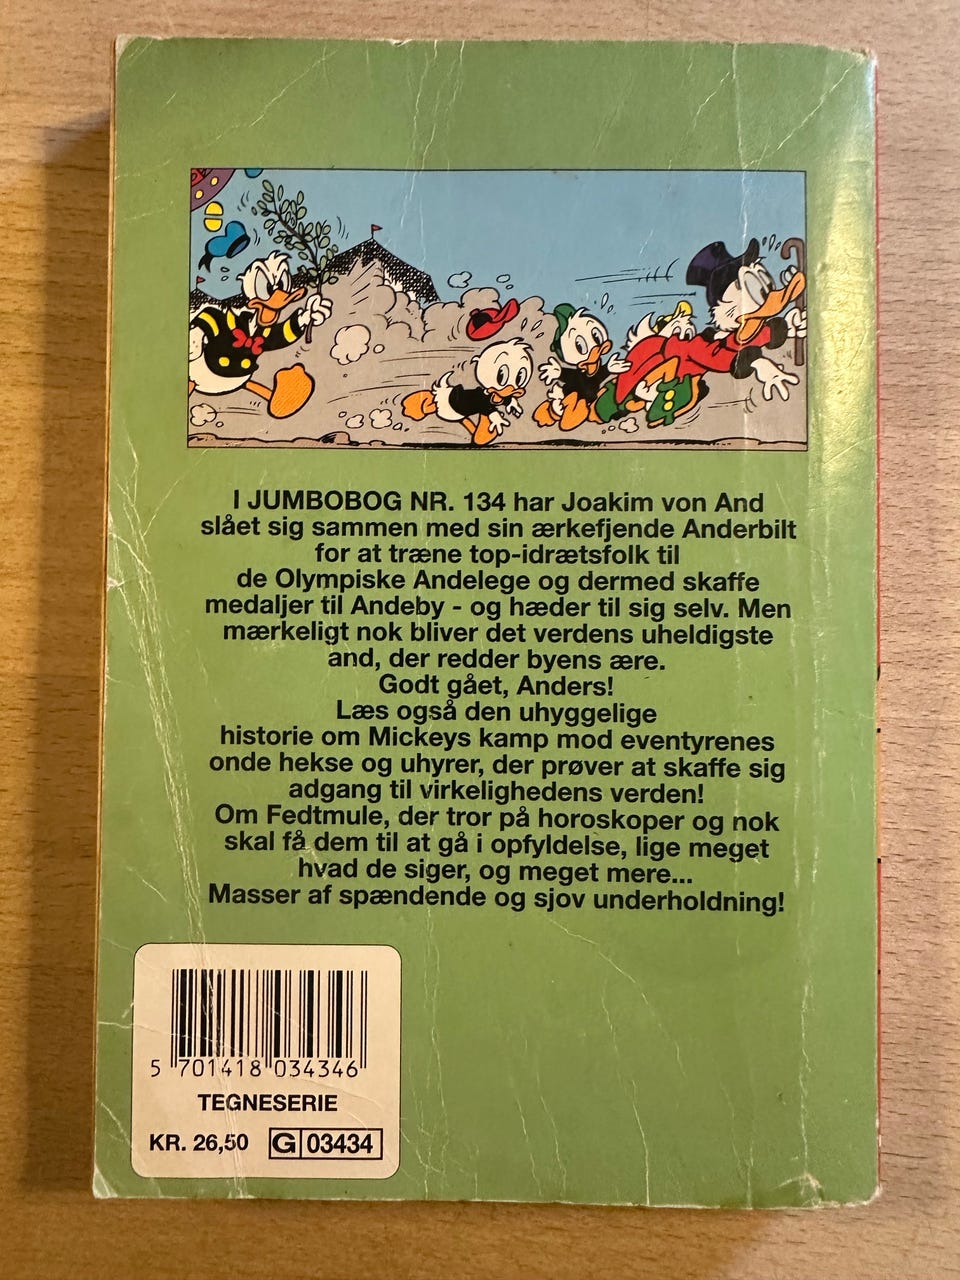 I JUMBOBOG NR. 134 har Joakim von And
slået sig sammen med sin ærkefjende Anderbilt
for at træne top-idrætsfolk til
de Olympiske Andelege og dermed skaffe
medaljer til Andeby - og hæder til sig selv. Men
mærkeligt nok bliver det verdens uheldigste
and, der redder byens ære.
Godt gået, Anders!
Læs også den uhyggelige
historie om Mickeys kamp mod eventyrenes
onde hekse og uhyrer, der prøver at skaffe sig
adgang til virkelighedens verden!
Om Fedtmule, der tror på horoskoper og nok
skal få dem til at gå i opfyldelse, lige meget
hvad de siger, og meget mere...
Masser af spændende og sjov underholdning!
5 701418 034346
TEGNESERIE
KR. 26,50 G 03434